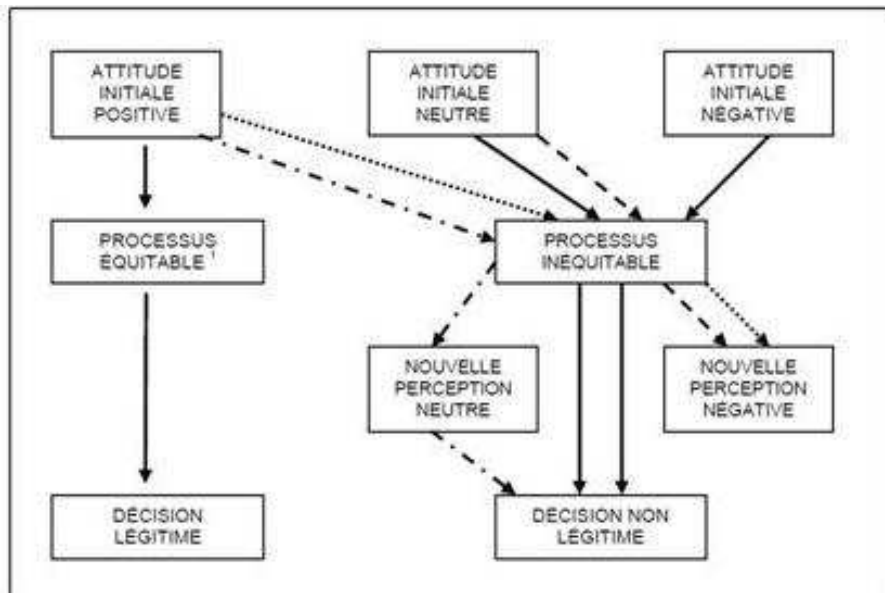 ATTITUDE
INITIALE
POSITIVE
ATTITUDE
INITIALE
NEUTRE
ATTITUDE
INITIALE
NÉGATIVE
PROCESSUS
ÉQUITABLE ¹
PROCESSUS
INÉQUITABLE
NOUVELLE
PERCEPTION
NEUTRE
NOUVELLE
PERCEPTION
NÉGATIVE
DÉCISION
LÉGITIME
DÉCISION NON
LÉGITIME